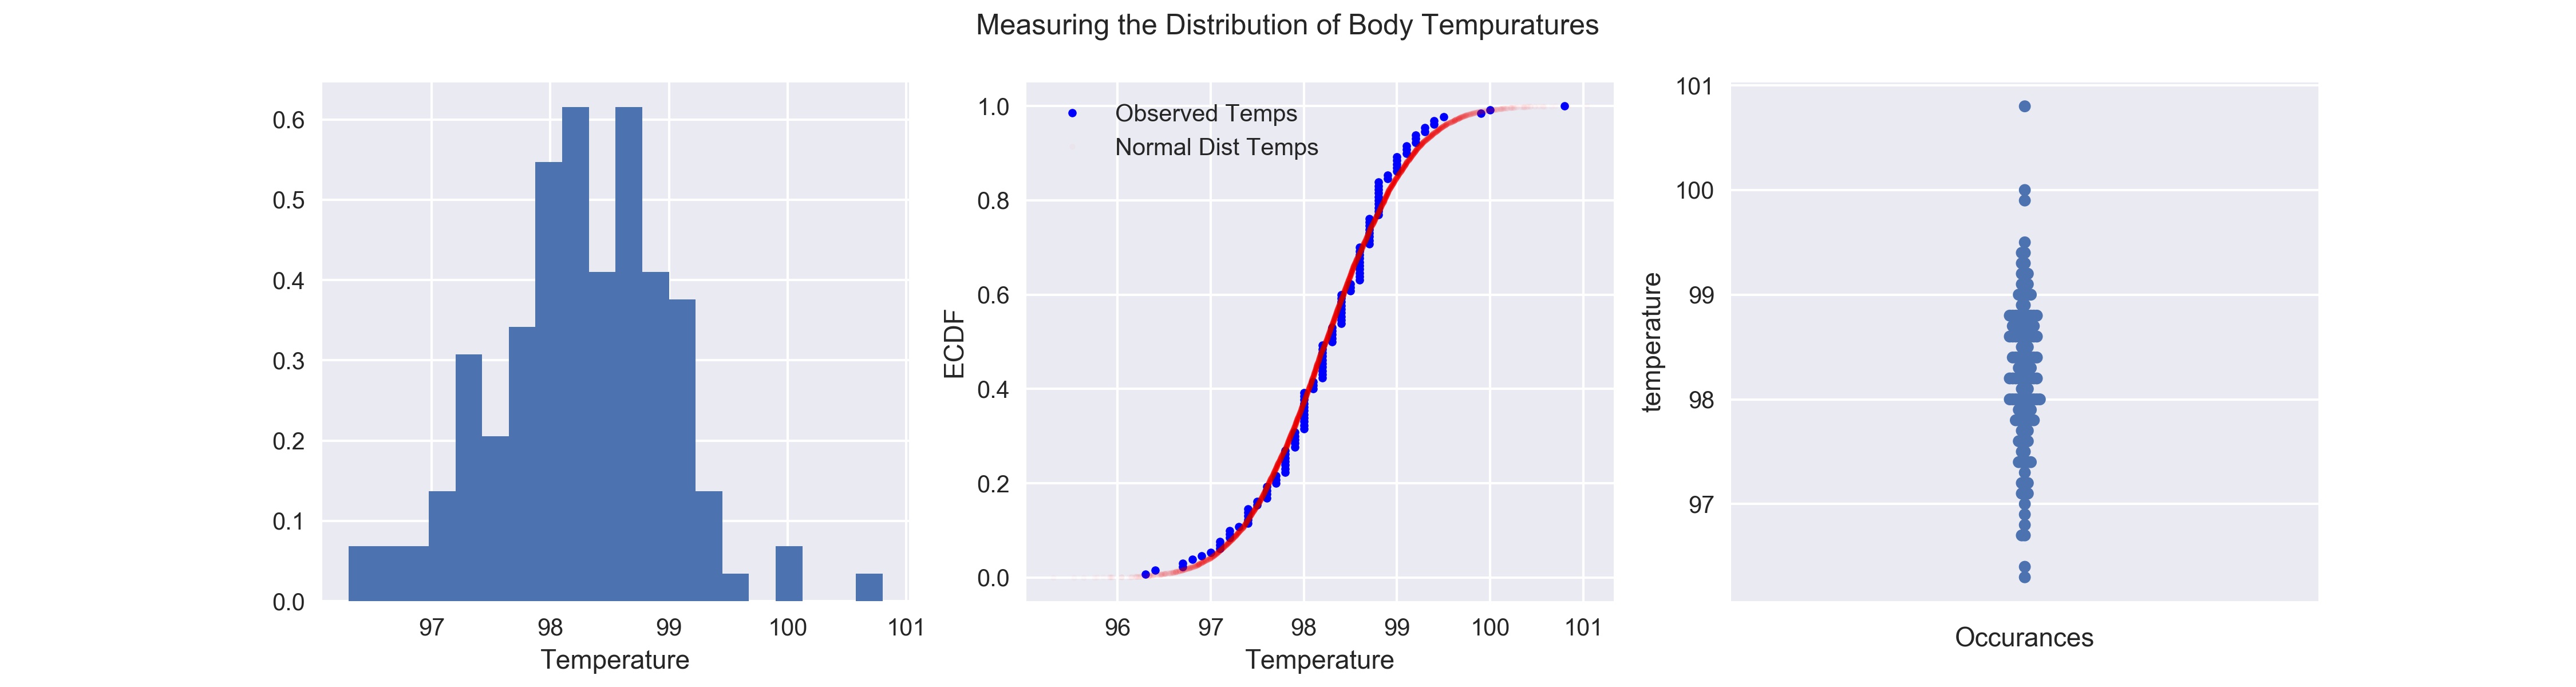 Measuring the Distribution of Body Tempuratures
0.6
0.5
0.4
0.3
0.2
0.1
0.0
97 98 99 100 101
Temperature
ECDF
1.0
0.8
0.6
0.4
0.2
0.0
Observed Temps
Normal Dist Temps
96 97 98 99 100 101
Temperature
temperature
101
100
99
98
97
Occurances